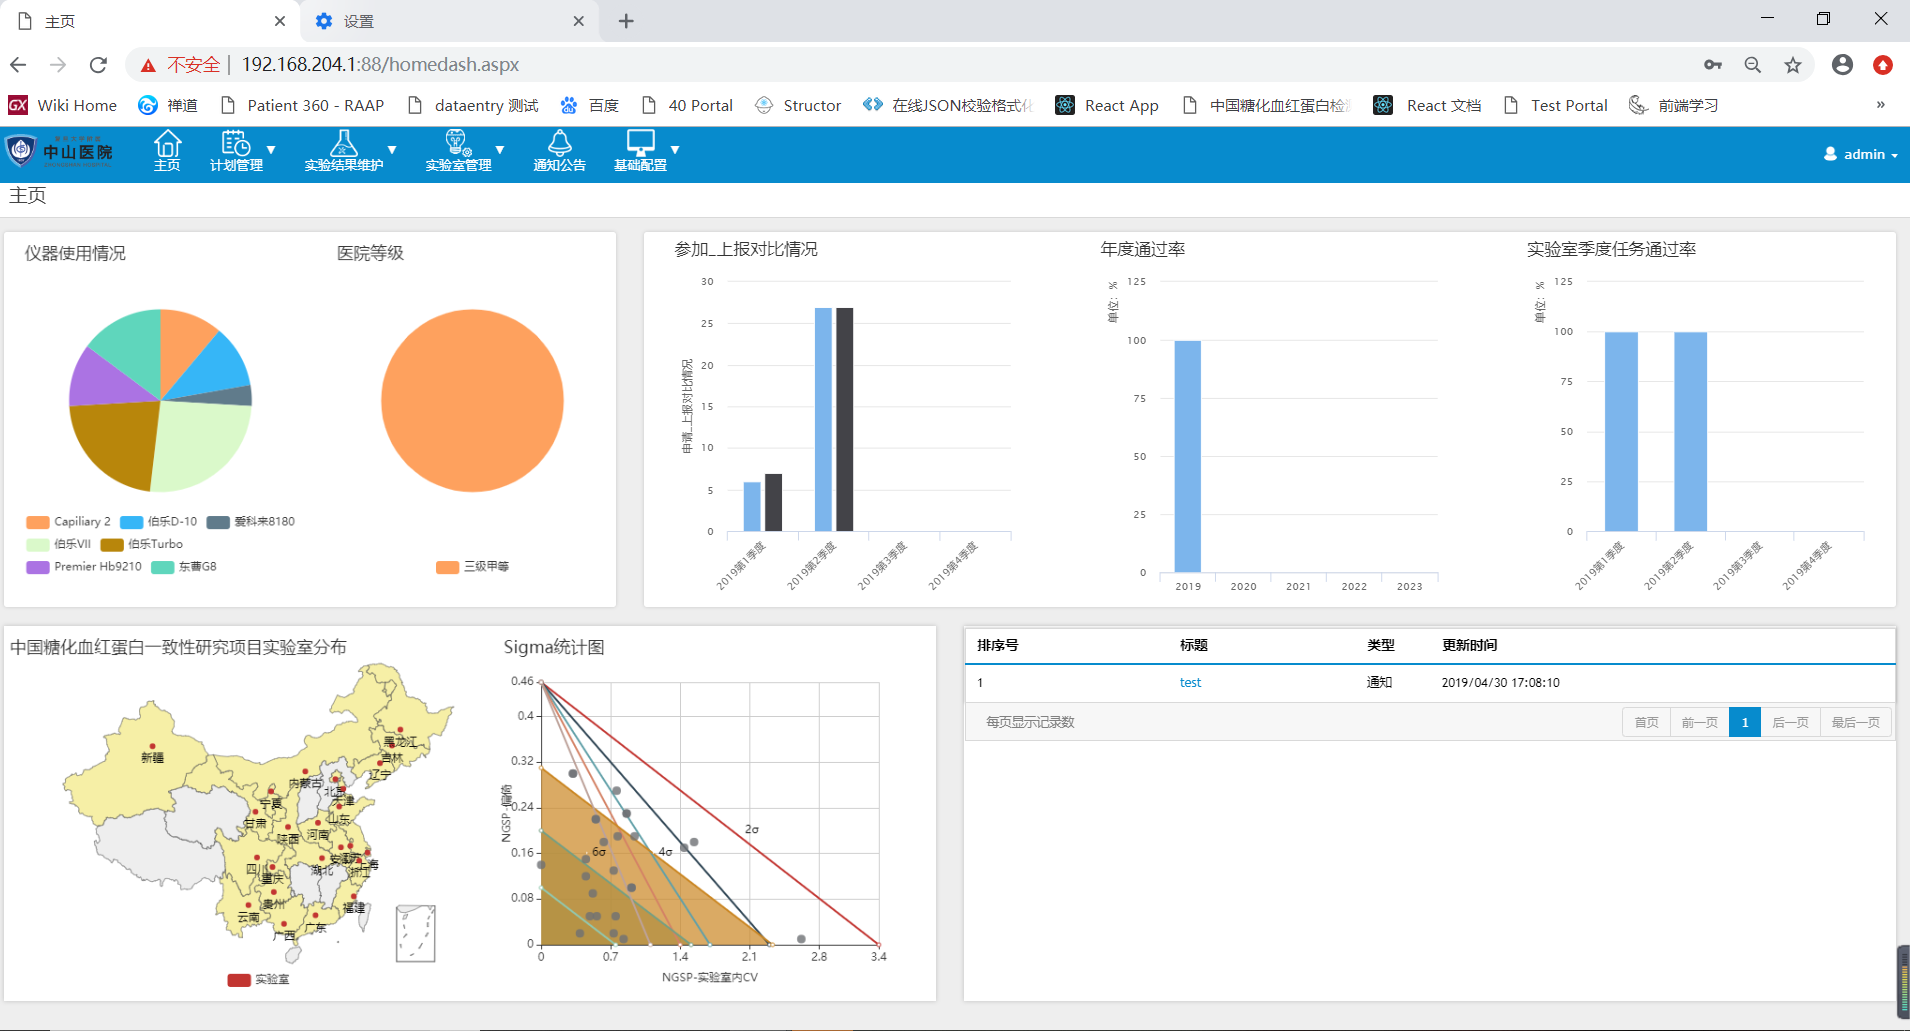 主页
设置
不安全 192.168.204.1:88/homedash.aspx
Wiki Home 禅道 Patient 360 - RAAP dataentry 测试 百度 40 Portal Structor 在线JSON校验格式化 React App 中国糖化血红蛋白检测 React 文档 Test Portal 前端学习 »
中山医院
主页 计划管理 实验结果维护 实验室管理 通知公告 基础配置
admin
主页
仪器使用情况
Capiliary 2 伯乐D-10 爱科来8180
伯乐VII 伯乐Turbo
Premier Hb9210 东曹G8
医院等级
三级甲等
参加_上报对比情况
申请_上报对比情况
30
25
20
15
10
5
0
2019第1季度 2019第2季度 2019第3季度 2019第4季度
年度通过率
单位：%
125
100
75
50
25
0
2019 2020 2021 2022 2023
实验室季度任务通过率
单位：%
125
100
75
50
25
0
2019第1季度 2019第2季度 2019第3季度 2019第4季度
中国糖化血红蛋白一致性研究项目实验室分布
黑龙江
吉林
辽宁
新疆
内蒙古
北京
天津
宁夏
甘肃
山东
陕西
河南
四川
重庆
湖北
浙江
贵州
云南
福建
广西
广东
实验室
Sigma统计图
NGSP-偏倚
0.46
0.4
0.32
0.24
0.16
0.08
0
2σ
4σ
6σ
0 0.7 1.4 2.1 2.8 3.4
NGSP-实验室内CV
排序号 标题 类型 更新时间
1 test 通知 2019/04/30 17:08:10
每页显示记录数
首页 前一页 1 后一页 最后一页